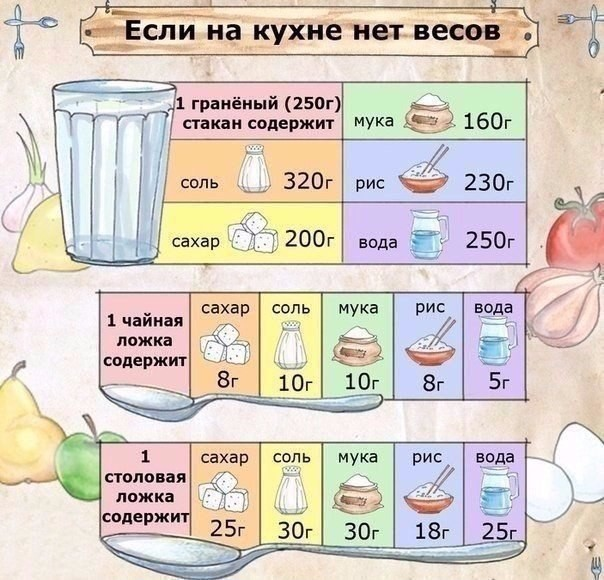 Если на кухне нет весов
1 гранёный (250г)
стакан содержит
мука 160г
соль 320г
рис 230г
сахар 200г
вода 250г
1 чайная
ложка
содержит
сахар соль мука рис вода
8г 10г 10г 8г 5г
1
столовая
ложка
содержит
сахар соль мука рис вода
25г 30г 30г 18г 25г